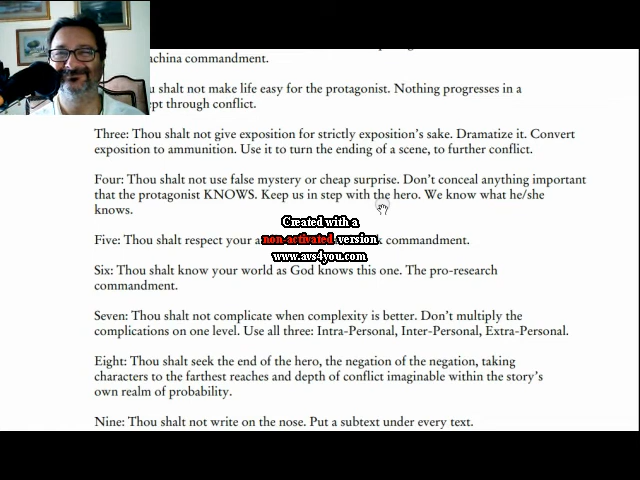 achina commandment.
u shalt not make life easy for the protagonist. Nothing progresses in a
ept through conflict.
Three: Thou shalt not give exposition for strictly exposition's sake. Dramatize it. Convert
exposition to ammunition. Use it to turn the ending of a scene, to further conflict.
Four: Thou shalt not use false mystery or cheap surprise. Don't conceal anything important
that the protagonist KNOWS. Keep us in step with the hero. We know what he/she
knows.
Created with a
Five: Thou shalt respect your a non-activated version k commandment.
www.avs4you.com
Six: Thou shalt know your world as God knows this one. The pro-research
commandment.
Seven: Thou shalt not complicate when complexity is better. Don't multiply the
complications on one level. Use all three: Intra-Personal, Inter-Personal, Extra-Personal.
Eight: Thou shalt seek the end of the hero, the negation of the negation, taking
characters to the farthest reaches and depth of conflict imaginable within the story's
own realm of probability.
Nine: Thou shalt not write on the nose. Put a subtext under every text.